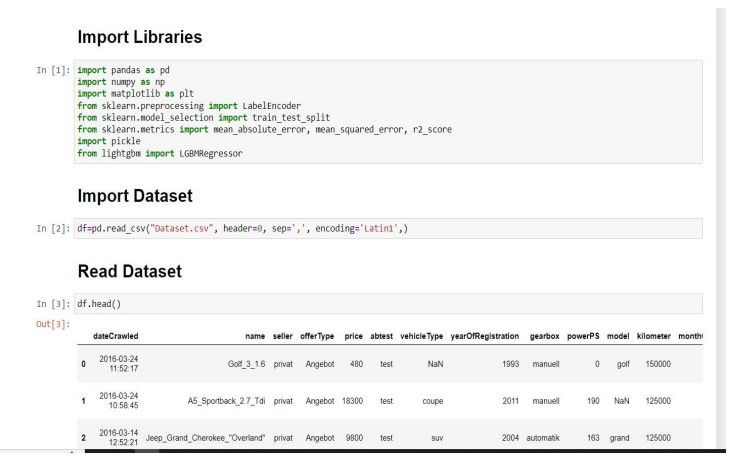 Import Libraries
In [1]: import pandas as pd
import numpy as np
import matplotlib as plt
from sklearn.preprocessing import LabelEncoder
from sklearn.model_selection import train_test_split
from sklearn.metrics import mean_absolute_error, mean_squared_error, r2_score
import pickle
from lightgbm import LGBMRegressor
Import Dataset
In [2]: df=pd.read_csv("Dataset.csv", header=0, sep=',', encoding='Latin1',)
Read Dataset
In [3]: df.head()
Out[3]:
dateCrawled name seller offerType price abtest vehicleType yearOfRegistration gearbox powerPS model kilometer month
0 2016-03-24 11:52:17 Golf_3_1.6 privat Angebot 480 test NaN 1993 manuell 0 golf 150000
1 2016-03-24 10:58:45 A5_Sportback_2.7_Tdi privat Angebot 18300 test coupe 2011 manuell 190 NaN 125000
2 2016-03-14 12:52:21 Jeep_Grand_Cherokee_"Overland" privat Angebot 9800 test suv 2004 automatik 163 grand 125000